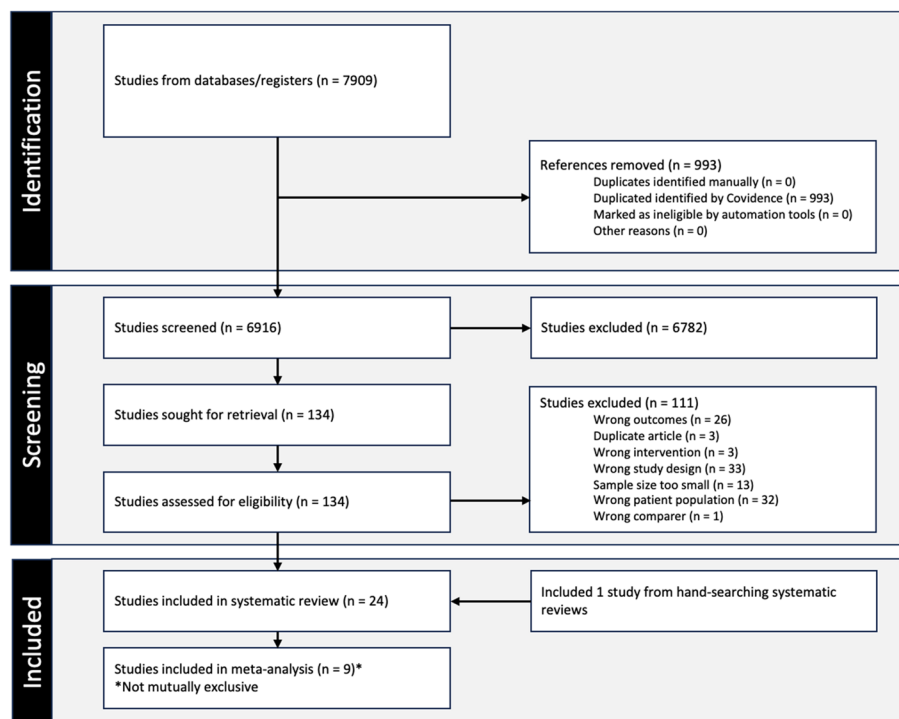 Identification
Studies from databases/registers (n = 7909)
References removed (n = 993)
Duplicates identified manually (n = 0)
Duplicated identified by Covidence (n = 993)
Marked as ineligible by automation tools (n = 0)
Other reasons (n = 0)
Screening
Studies screened (n = 6916)
Studies excluded (n = 6782)
Studies sought for retrieval (n = 134)
Studies excluded (n = 111)
Wrong outcomes (n = 26)
Duplicate article (n = 3)
Wrong intervention (n = 3)
Wrong study design (n = 33)
Sample size too small (n = 13)
Wrong patient population (n = 32)
Wrong comparer (n = 1)
Studies assessed for eligibility (n = 134)
Included
Studies included in systematic review (n = 24)
Included 1 study from hand-searching systematic
reviews
Studies included in meta-analysis (n = 9)*
*Not mutually exclusive